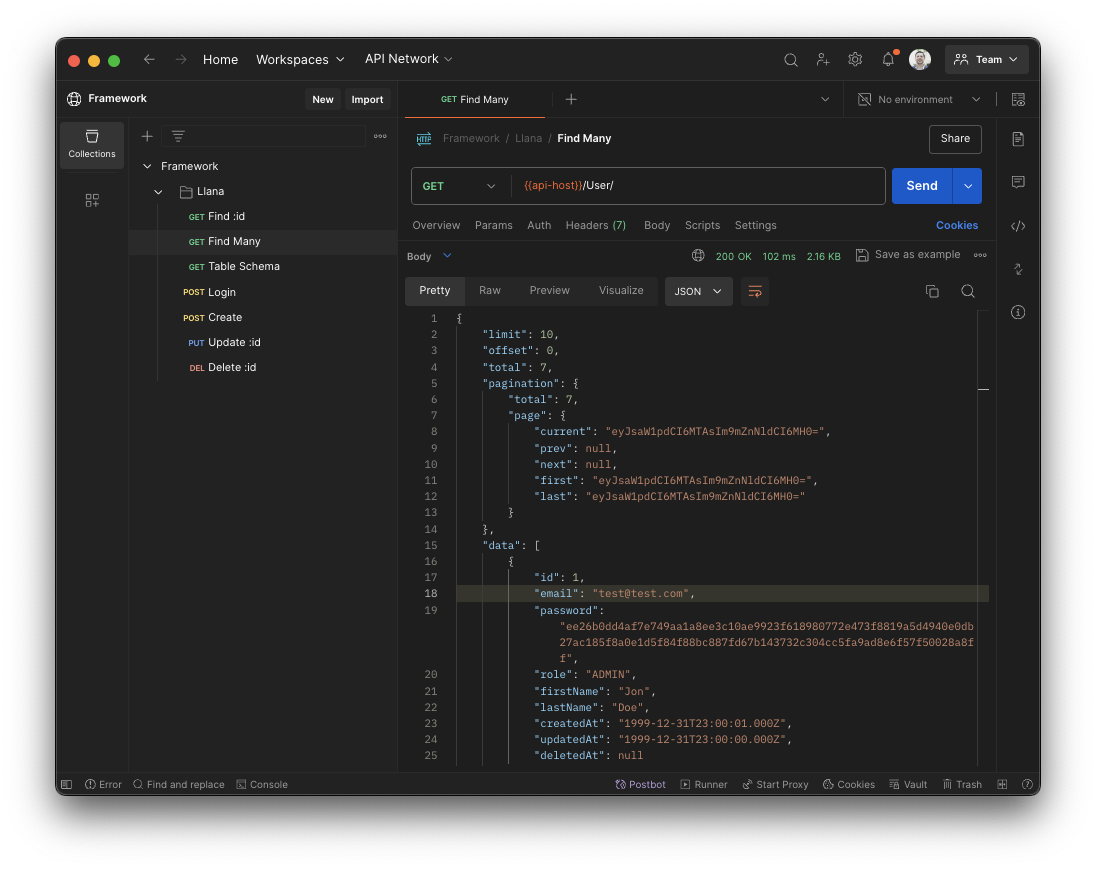 Home Workspaces API Network Team
Framework New Import GET Find Many No environment
Collections
Framework
Llana
GET Find :id
GET Find Many
GET Table Schema
POST Login
POST Create
PUT Update :id
DEL Delete :id
HTTP Framework / Llana / Find Many Share
GET {{api-host}}/User/ Send
Overview Params Auth Headers (7) Body Scripts Settings Cookies
Body 200 OK 102 ms 2.16 KB Save as example
Pretty Raw Preview Visualize JSON
1 {
2 "limit": 10,
3 "offset": 0,
4 "total": 7,
5 "pagination": {
6 "total": 7,
7 "page": {
8 "current": "eyJsaW1pdCI6MTAsIm9mZnNldCI6MH0=",
9 "prev": null,
10 "next": null,
11 "first": "eyJsaW1pdCI6MTAsIm9mZnNldCI6MH0=",
12 "last": "eyJsaW1pdCI6MTAsIm9mZnNldCI6MH0="
13 }
14 },
15 "data": [
16 {
17 "id": 1,
18 "email": "test@test.com",
19 "password":
"ee26b0dd4af7e749aa1a8ee3c10ae9923f618980772e473f8819a5d4940e0db
27ac185f8a0e1d5f84f88bc887fd67b143732c304cc5fa9ad8e6f57f50028a8f
f",
20 "role": "ADMIN",
21 "firstName": "Jon",
22 "lastName": "Doe",
23 "createdAt": "1999-12-31T23:00:01.000Z",
24 "updatedAt": "1999-12-31T23:00:00.000Z",
25 "deletedAt": null
Error Find and replace Console Postbot Runner Start Proxy Cookies Vault Trash